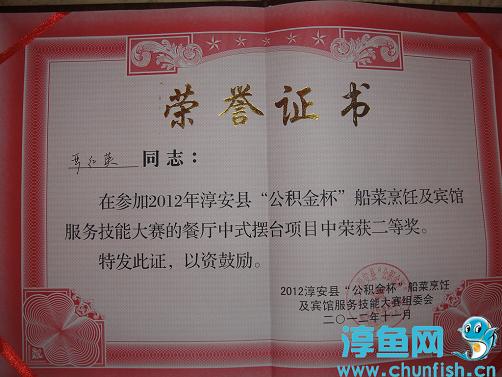 荣誉证书
同志：
在参加2012年淳安县“公积金杯”船菜烹饪及宾馆
服务技能大赛的餐厅中式摆台项目中荣获二等奖。
特发此证，以资鼓励。
2012淳安县“公积金杯”船菜烹饪
及宾馆服务技能大赛组委会
二〇一二年十一月
淳鱼网
www.chunfish.cn